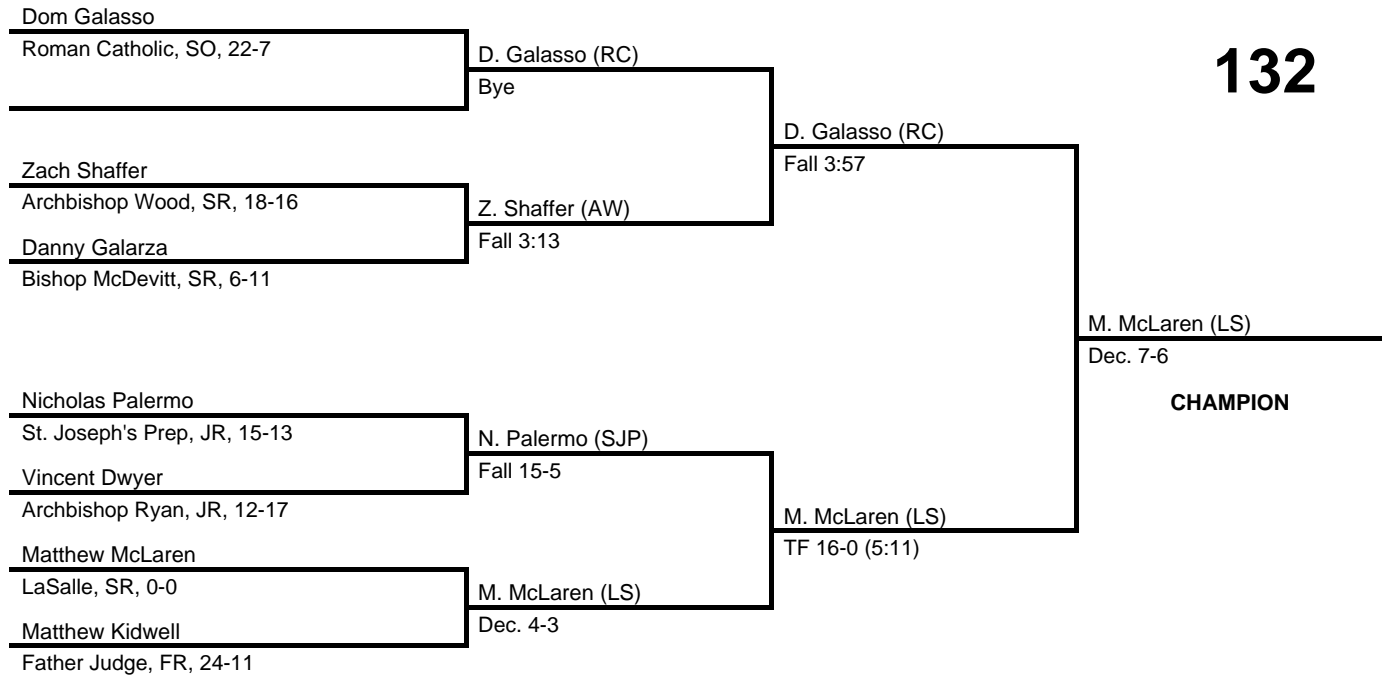 Dom Galasso
Roman Catholic, SO, 22-7
D. Galasso (RC)
Bye
132
D. Galasso (RC)
Fall 3:57
Zach Shaffer
Archbishop Wood, SR, 18-16
Z. Shaffer (AW)
Fall 3:13
Danny Galarza
Bishop McDevitt, SR, 6-11
M. McLaren (LS)
Dec. 7-6
CHAMPION
Nicholas Palermo
St. Joseph's Prep, JR, 15-13
N. Palermo (SJP)
Fall 15-5
Vincent Dwyer
Archbishop Ryan, JR, 12-17
M. McLaren (LS)
TF 16-0 (5:11)
Matthew McLaren
LaSalle, SR, 0-0
M. McLaren (LS)
Dec. 4-3
Matthew Kidwell
Father Judge, FR, 24-11